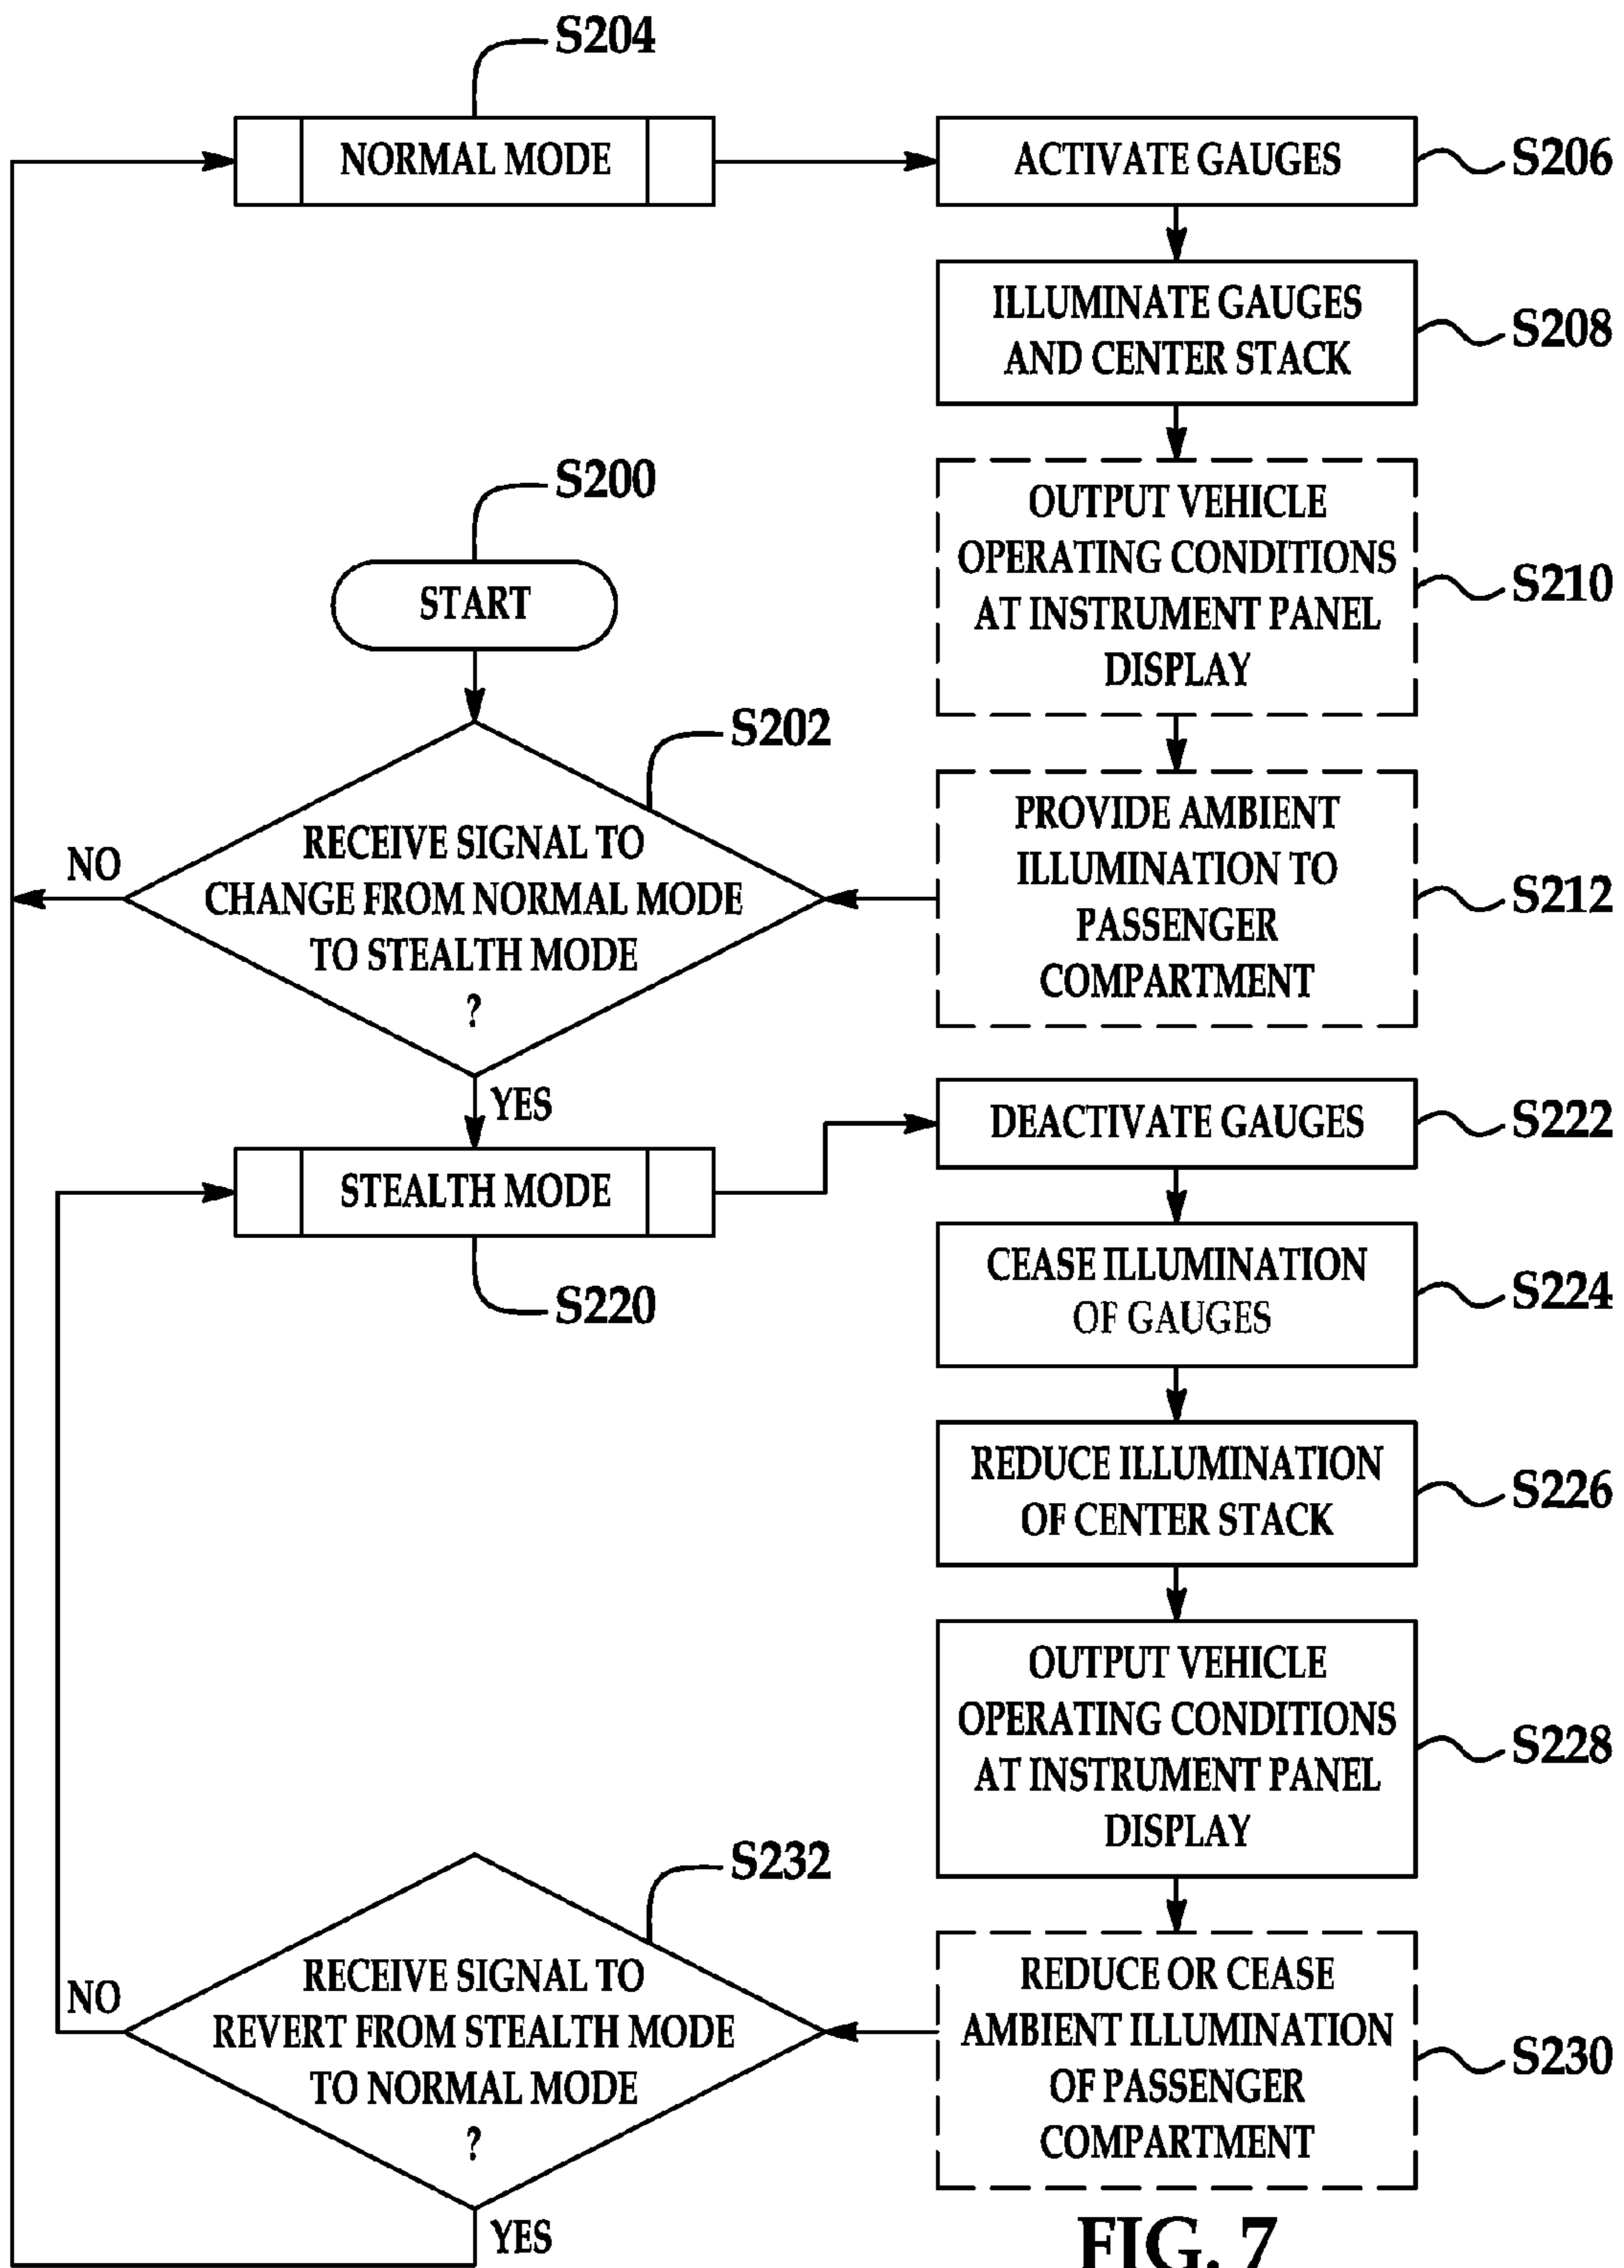 S204
NORMAL MODE
ACTIVATE GAUGES
S206
ILLUMINATE GAUGES
AND CENTER STACK
S208
S200
START
OUTPUT VEHICLE
OPERATING CONDITIONS
AT INSTRUMENT PANEL
DISPLAY
S210
S202
RECEIVE SIGNAL TO
CHANGE FROM NORMAL MODE
TO STEALTH MODE
?
NO
YES
PROVIDE AMBIENT
ILLUMINATION TO
PASSENGER
COMPARTMENT
S212
STEALTH MODE
S220
DEACTIVATE GAUGES
S222
CEASE ILLUMINATION
OF GAUGES
S224
REDUCE ILLUMINATION
OF CENTER STACK
S226
OUTPUT VEHICLE
OPERATING CONDITIONS
AT INSTRUMENT PANEL
DISPLAY
S228
S232
RECEIVE SIGNAL TO
REVERT FROM STEALTH MODE
TO NORMAL MODE
?
NO
YES
REDUCE OR CEASE
AMBIENT ILLUMINATION
OF PASSENGER
COMPARTMENT
S230
FIG. 7